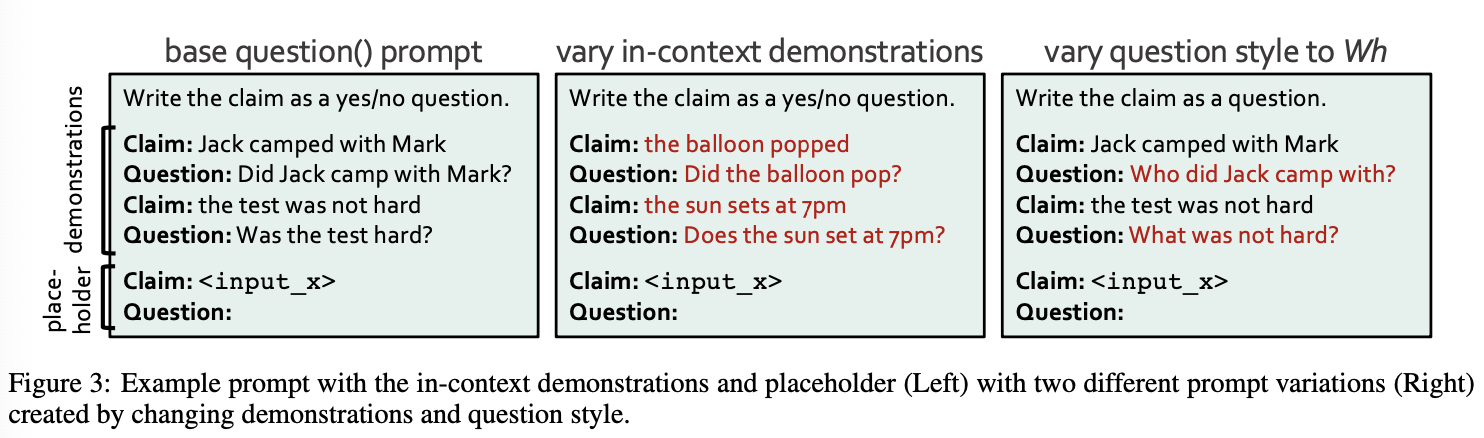 base question() prompt
vary in-context demonstrations
vary question style to Wh
demonstrations
place-
holder
Write the claim as a yes/no question.
Claim: Jack camped with Mark
Question: Did Jack camp with Mark?
Claim: the test was not hard
Question: Was the test hard?
Claim: <input_x>
Question:
Write the claim as a yes/no question.
Claim: the balloon popped
Question: Did the balloon pop?
Claim: the sun sets at 7pm
Question: Does the sun set at 7pm?
Claim: <input_x>
Question:
Write the claim as a question.
Claim: Jack camped with Mark
Question: Who did Jack camp with?
Claim: the test was not hard
Question: What was not hard?
Claim: <input_x>
Question:
Figure 3: Example prompt with the in-context demonstrations and placeholder (Left) with two different prompt variations (Right)
created by changing demonstrations and question style.